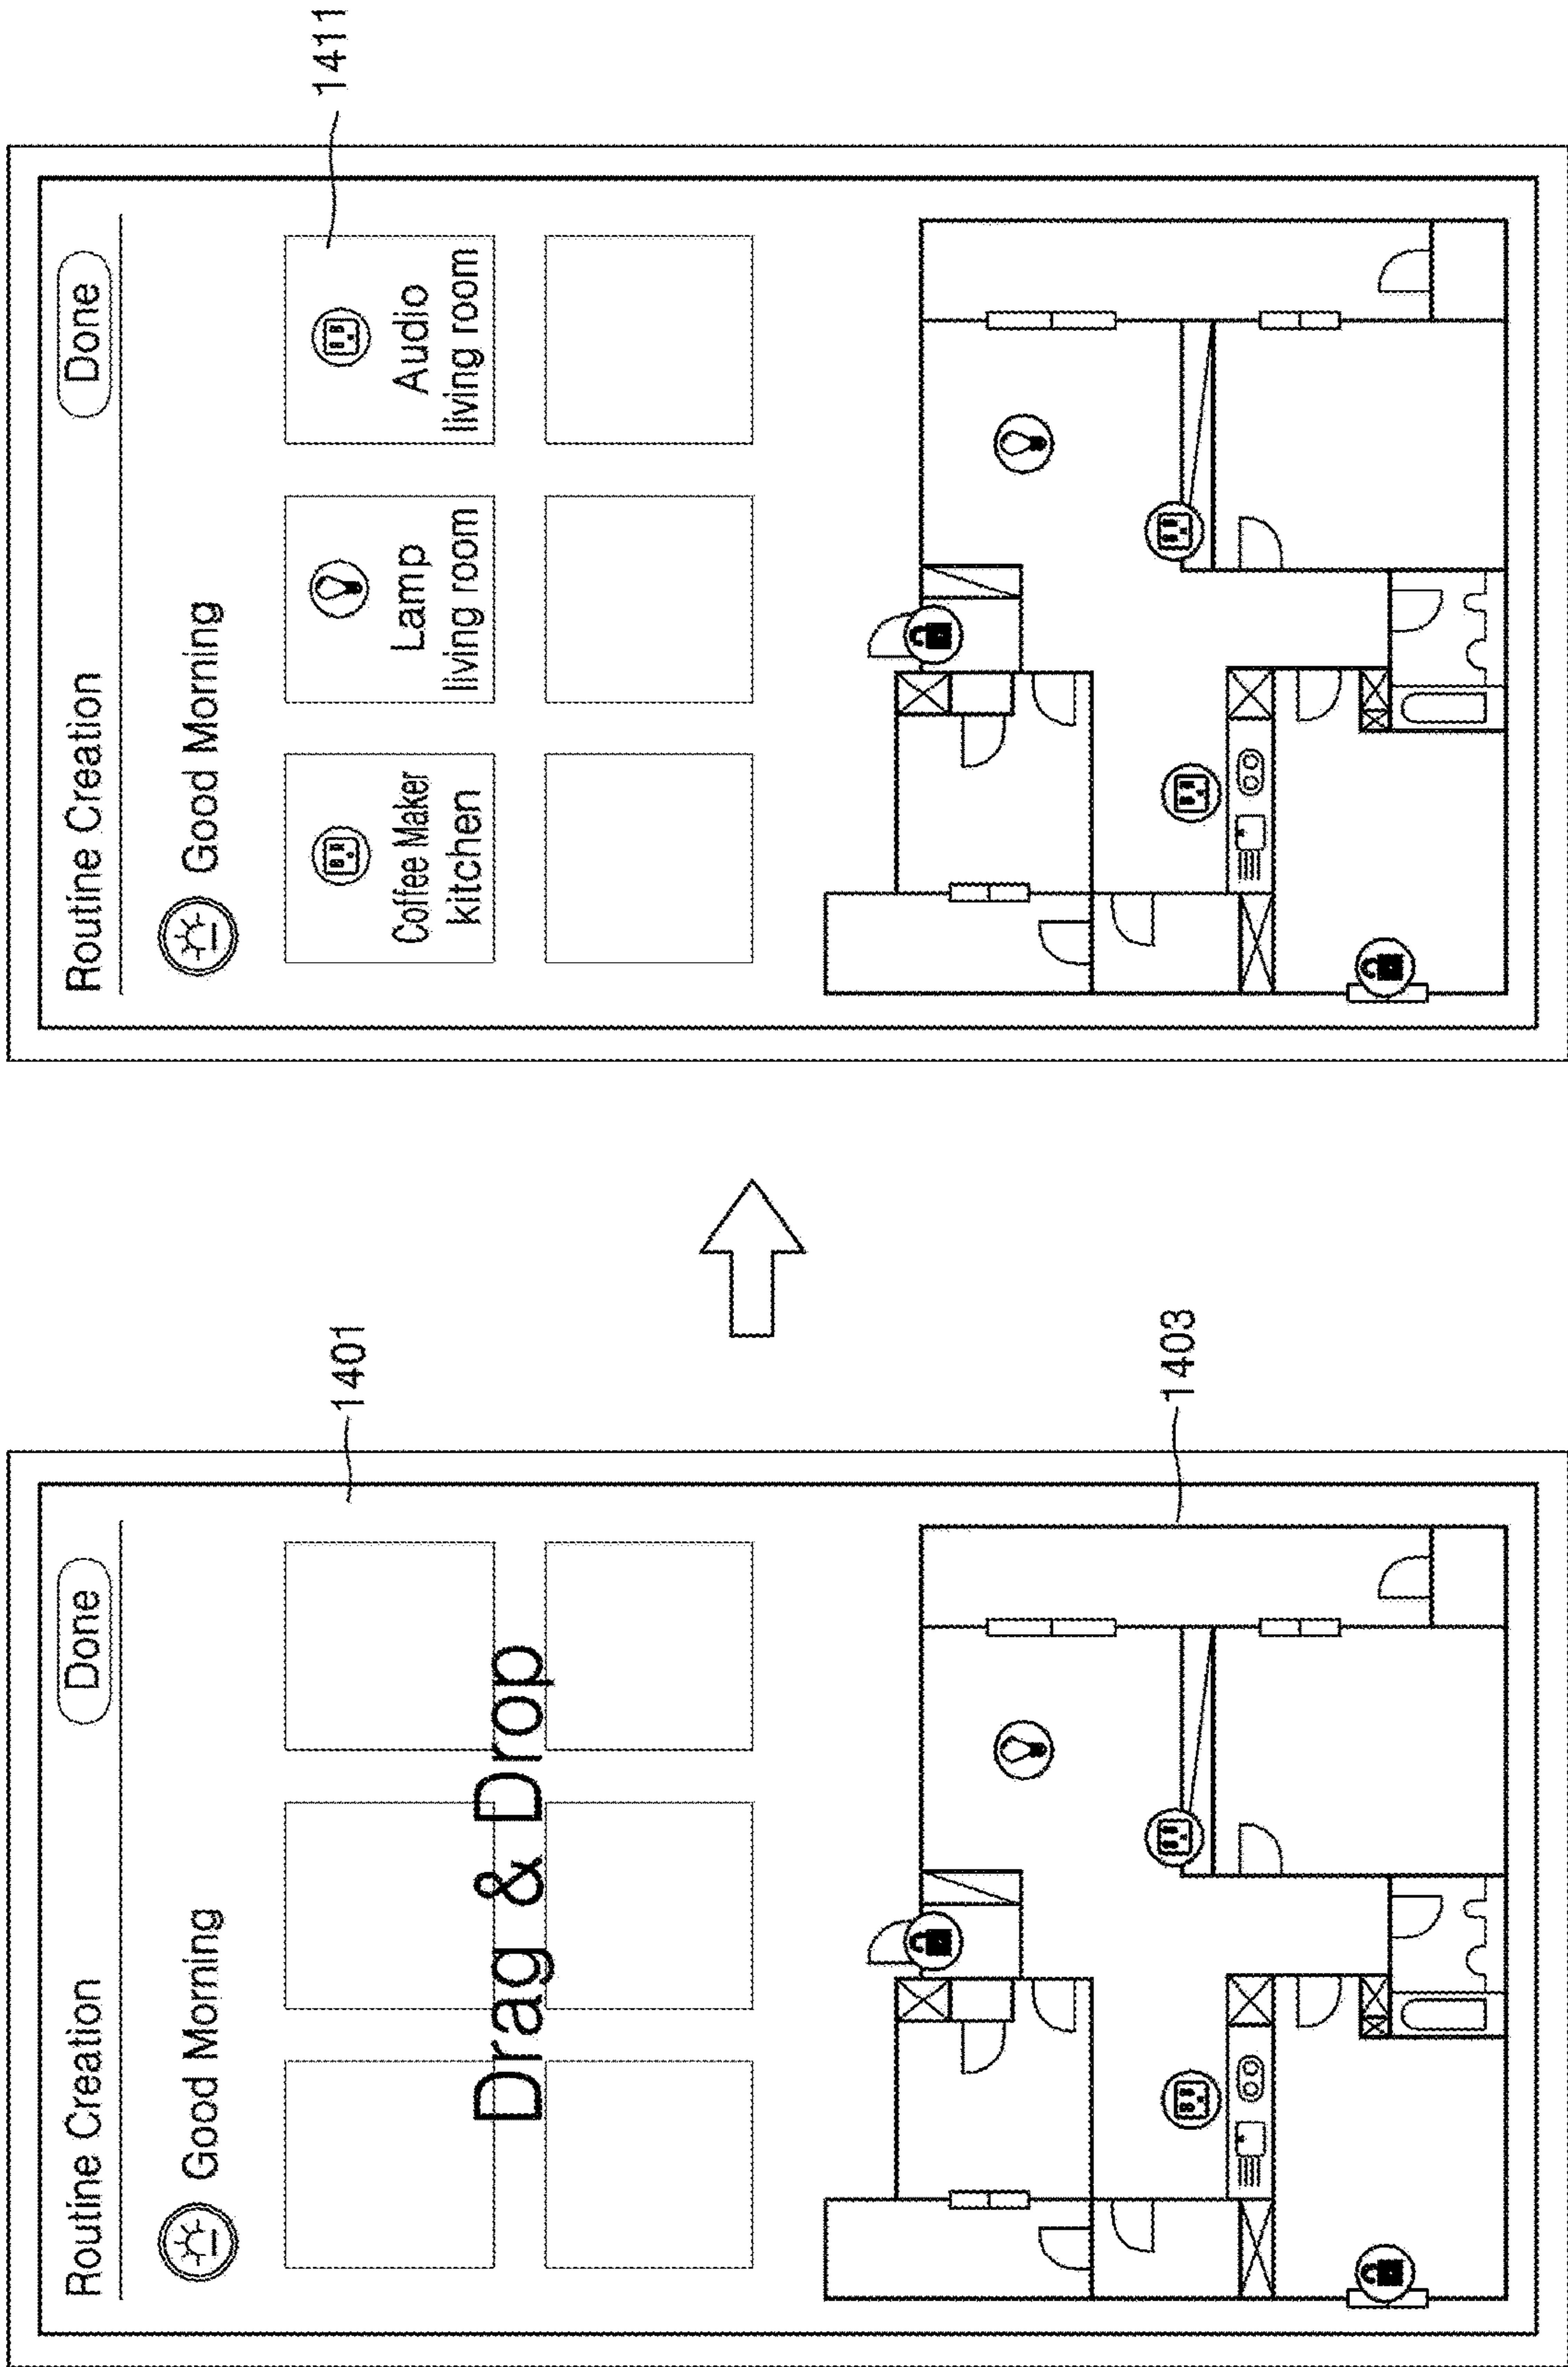 Routine Creation
Done
Good Morning
1401
Drag & Drop
1403
Routine Creation
Done
Good Morning
Coffee Maker
kitchen
Lamp
living room
Audio
living room
1411